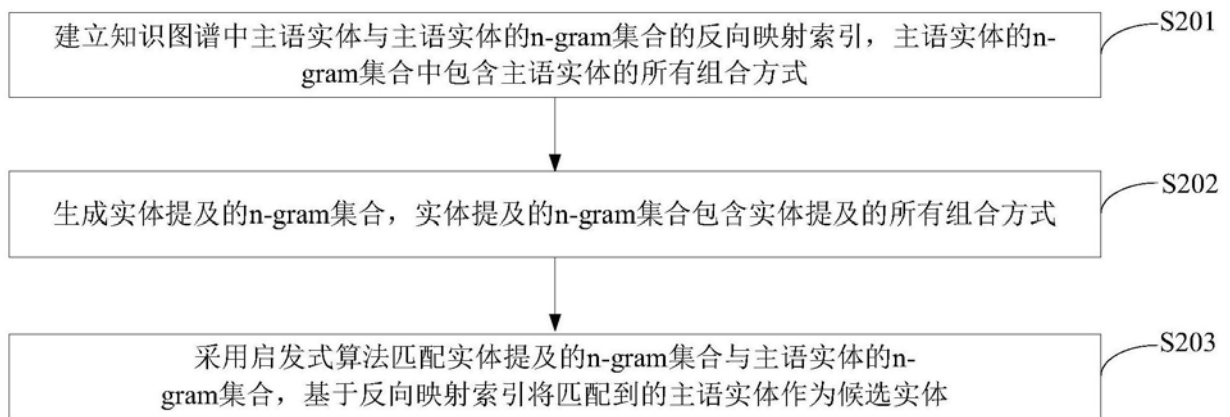 建立知识图谱中主语实体与主语实体的n-gram集合的反向映射索引，主语实体的n-
gram集合中包含主语实体的所有组合方式
S201
生成实体提及的n-gram集合，实体提及的n-gram集合包含实体提及的所有组合方式
S202
采用启发式算法匹配实体提及的n-gram集合与主语实体的n-
gram集合，基于反向映射索引将匹配到的主语实体作为候选实体
S203